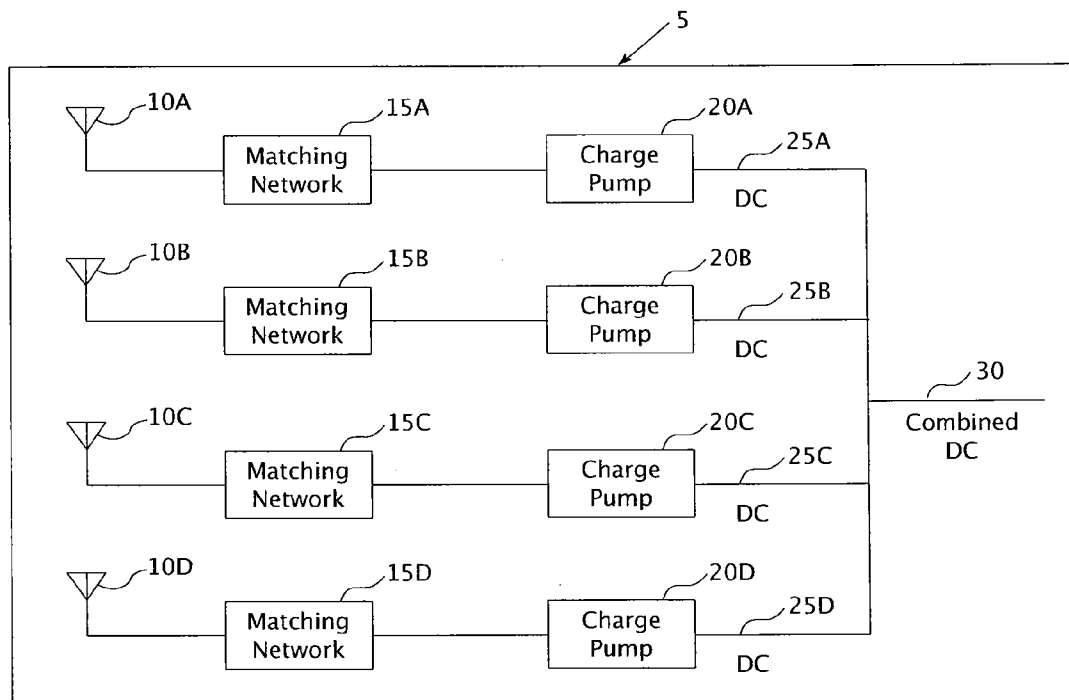 5
10A
15A
20A
25A
Matching
Network
Charge
Pump
DC
10B
15B
20B
25B
Matching
Network
Charge
Pump
DC
30
Combined
DC
10C
15C
20C
25C
Matching
Network
Charge
Pump
DC
10D
15D
20D
25D
Matching
Network
Charge
Pump
DC